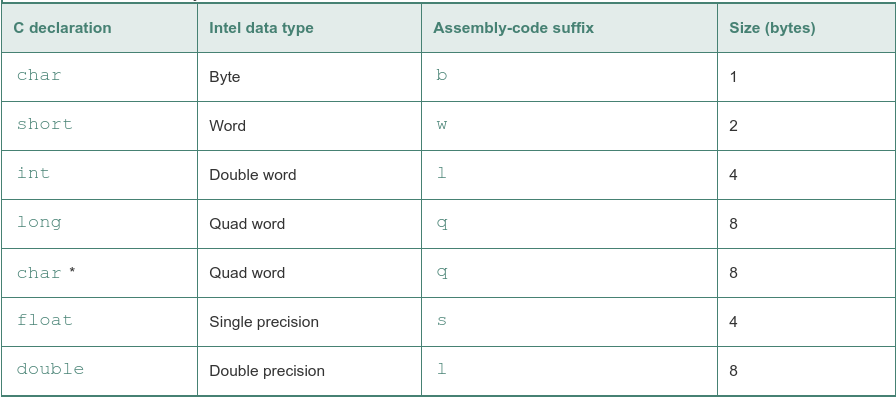 C declaration Intel data type Assembly-code suffix Size (bytes)
char Byte b 1
short Word w 2
int Double word l 4
long Quad word q 8
char * Quad word q 8
float Single precision s 4
double Double precision l 8